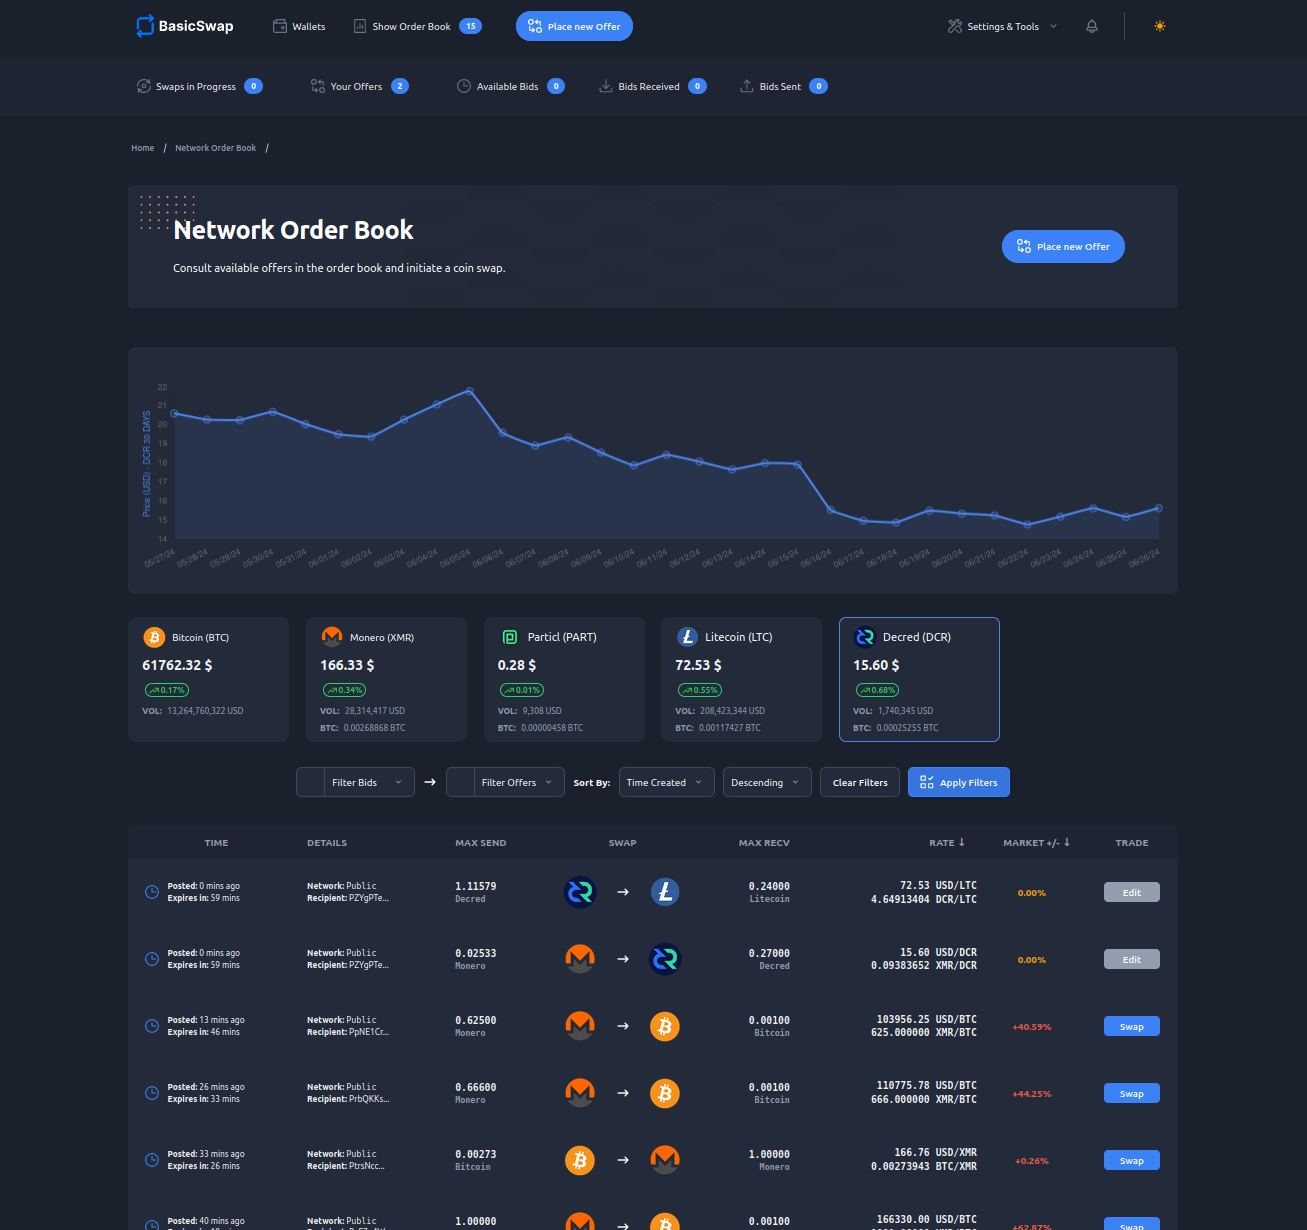 BasicSwap Wallets Show Order Book 15 Place new Offer Settings & Tools
Swaps in Progress 0 Your Offers 2 Available Bids 0 Bids Received 0 Bids Sent 0
Home / Network Order Book /
Network Order Book
Consult available offers in the order book and initiate a coin swap.
Place new Offer
Price (USD) - DCR 30 DAYS
22
21
20
19
18
17
16
15
14
05/27/24 05/28/24 05/29/24 05/30/24 05/31/24 06/01/24 06/02/24 06/03/24 06/04/24 06/05/24 06/06/24 06/07/24 06/08/24 06/09/24 06/10/24 06/11/24 06/12/24 06/13/24 06/14/24 06/15/24 06/16/24 06/17/24 06/18/24 06/19/24 06/20/24 06/21/24 06/22/24 06/23/24 06/24/24 06/25/24 06/26/24
Bitcoin (BTC)
61762.32 $
0.17%
VOL: 13,264,760,322 USD
Monero (XMR)
166.33 $
0.34%
VOL: 28,314,417 USD
BTC: 0.00268868 BTC
Particl (PART)
0.28 $
0.01%
VOL: 9,308 USD
BTC: 0.00000458 BTC
Litecoin (LTC)
72.53 $
0.55%
VOL: 208,423,344 USD
BTC: 0.00117427 BTC
Decred (DCR)
15.60 $
0.68%
VOL: 1,740,345 USD
BTC: 0.00025255 BTC
Filter Bids Filter Offers Sort By: Time Created Descending Clear Filters Apply Filters
TIME DETAILS MAX SEND SWAP MAX RECV RATE ↓ MARKET +/- ↓ TRADE
Posted: 0 mins ago Network: Public 1.11579 0.24000 72.53 USD/LTC
Expires in: 59 mins Recipient: PZYgPTe... Decred Litecoin 4.64913404 DCR/LTC 0.00% Edit
Posted: 0 mins ago Network: Public 0.02533 0.27000 15.60 USD/DCR
Expires in: 59 mins Recipient: PZYgPTe... Monero Decred 0.09383652 XMR/DCR 0.00% Edit
Posted: 13 mins ago Network: Public 0.62500 0.00100 103956.25 USD/BTC
Expires in: 46 mins Recipient: PpNE1Cr... Monero Bitcoin 625.000000 XMR/BTC +40.59% Swap
Posted: 26 mins ago Network: Public 0.66600 0.00100 110775.78 USD/BTC
Expires in: 33 mins Recipient: PrbQKKs... Monero Bitcoin 666.000000 XMR/BTC +44.25% Swap
Posted: 33 mins ago Network: Public 0.00273 1.00000 166.76 USD/XMR
Expires in: 26 mins Recipient: PtrsNcc... Bitcoin Monero 0.00273943 BTC/XMR +0.26% Swap
Posted: 40 mins ago Network: Public 1.00000 0.00100 166330.00 USD/BTC
+62.87% Swap